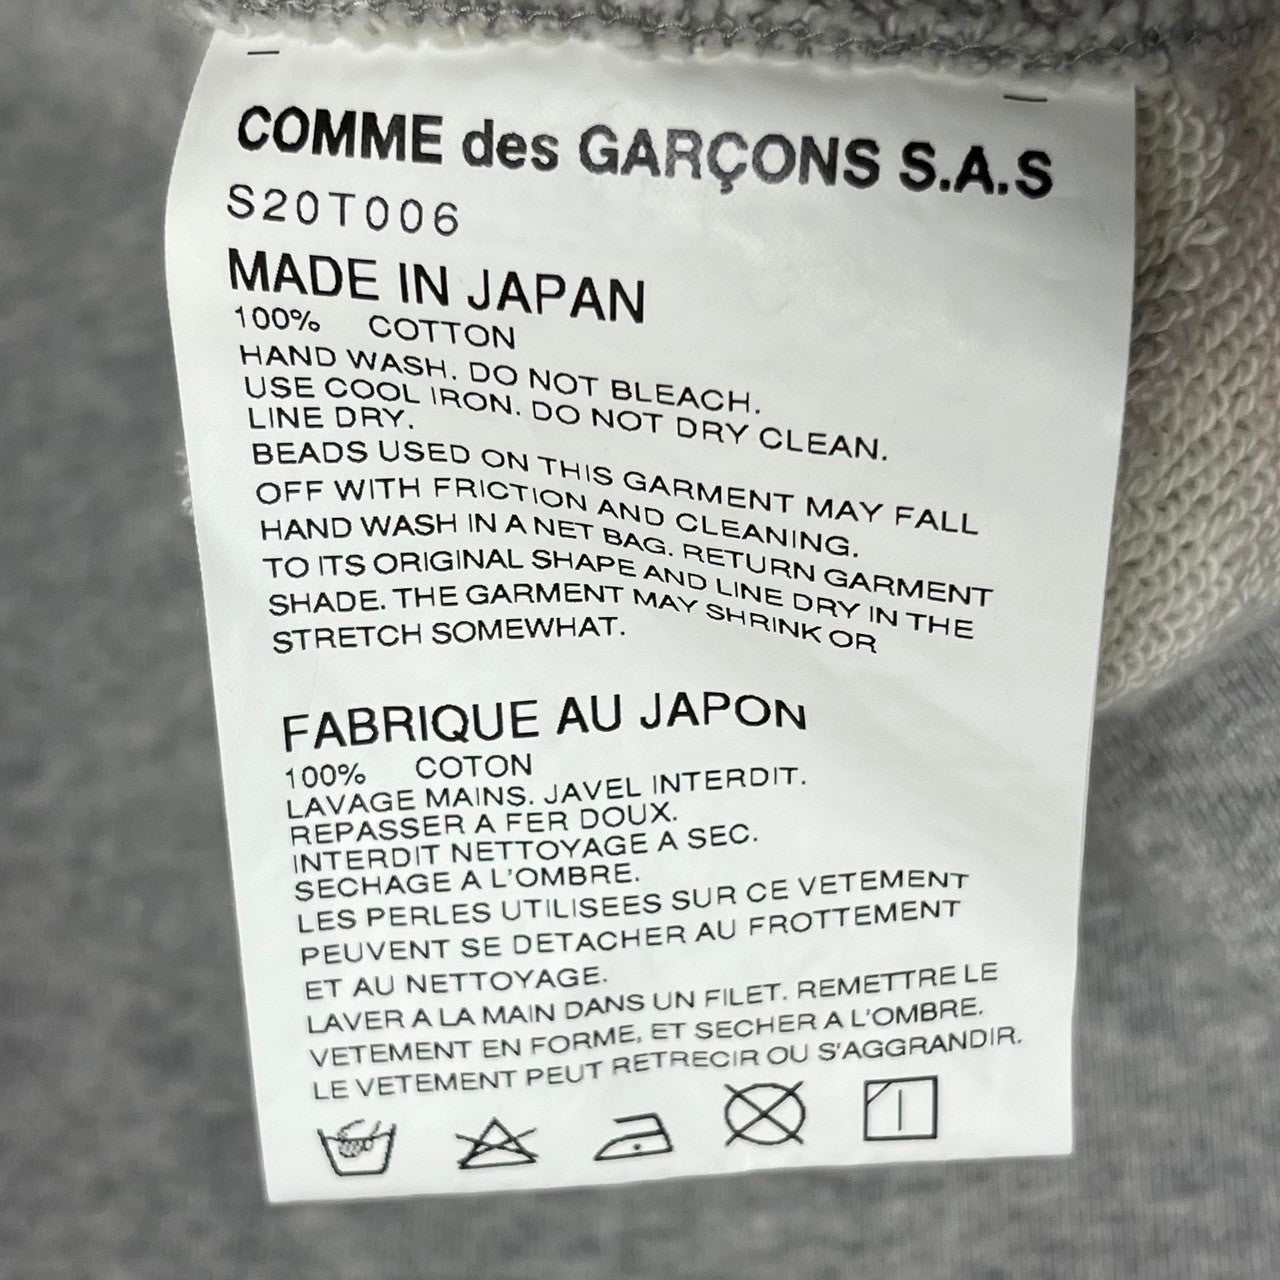 COMME des GARÇONS S.A.S
S20T006
MADE IN JAPAN
100% COTTON
HAND WASH. DO NOT BLEACH.
USE COOL IRON. DO NOT DRY CLEAN.
LINE DRY.
BEADS USED ON THIS GARMENT MAY FALL
OFF WITH FRICTION AND CLEANING.
HAND WASH IN A NET BAG. RETURN GARMENT
TO ITS ORIGINAL SHAPE AND LINE DRY IN THE
SHADE. THE GARMENT MAY SHRINK OR
STRETCH SOMEWHAT.
FABRIQUE AU JAPON
100% COTON
LAVAGE MAINS. JAVEL INTERDIT.
REPASSER A FER DOUX.
INTERDIT NETTOYAGE A SEC.
SECHAGE A L'OMBRE.
LES PERLES UTILISEES SUR CE VETEMENT
PEUVENT SE DETACHER AU FROTTEMENT
ET AU NETTOYAGE.
LAVER A LA MAIN DANS UN FILET. REMETTRE LE
VETEMENT EN FORME, ET SECHER A L'OMBRE.
LE VETEMENT PEUT RETRECIR OU S'AGGRANDIR.